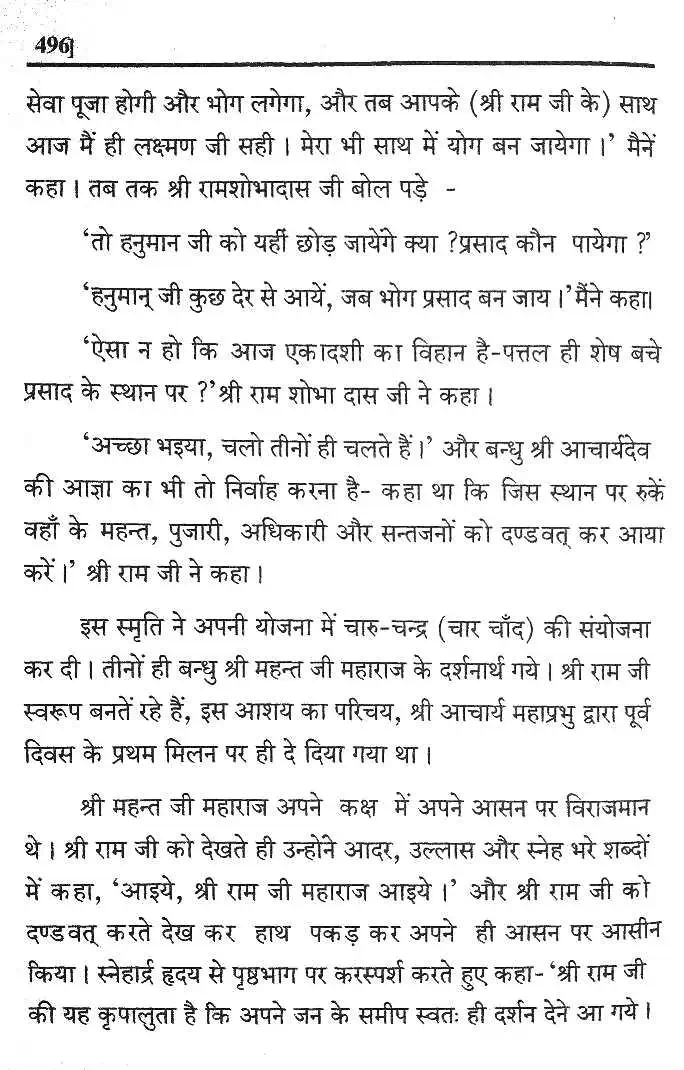 496]
सेवा पूजा होगी और भोग लगेगा, और तब आपके (श्री राम जी के) साथ
आज मैं ही लक्ष्मण जी सही। मेरा भी साथ में योग बन जायेगा।' मैनें
कहा। तब तक श्री रामशोभादास जी बोल पड़े -
'तो हनुमान जी को यहीं छोड़ जायेंगे क्या ?प्रसाद कौन पायेगा ?'
'हनुमान् जी कुछ देर से आयें, जब भोग प्रसाद बन जाय।'मैंने कहा।
'ऐसा न हो कि आज एकादशी का विहान है-पत्तल ही शेष बचे
प्रसाद के स्थान पर ?'श्री राम शोभा दास जी ने कहा।
'अच्छा भइया, चलो तीनों ही चलते हैं।' और बन्धु श्री आचार्यदेव
की आज्ञा का भी तो निर्वाह करना है- कहा था कि जिस स्थान पर रुकें
वहाँ के महन्त, पुजारी, अधिकारी और सन्तजनों को दण्डवत् कर आया
करें।' श्री राम जी ने कहा।
इस स्मृति ने अपनी योजना में चारु-चन्द्र (चार चाँद) की संयोजना
कर दी। तीनों ही बन्धु श्री महन्त जी महाराज के दर्शनार्थ गये। श्री राम जी
स्वरूप बनतें रहे हैं, इस आशय का परिचय, श्री आचार्य महाप्रभु द्वारा पूर्व
दिवस के प्रथम मिलन पर ही दे दिया गया था।
श्री महन्त जी महाराज अपने कक्ष में अपने आसन पर विराजमान
थे। श्री राम जी को देखते ही उन्होंने आदर, उल्लास और स्नेह भरे शब्दों
में कहा, 'आइये, श्री राम जी महाराज आइये।' और श्री राम जी को
दण्डवत् करते देख कर हाथ पकड़ कर अपने ही आसन पर आसीन
किया। स्नेहार्द्र हृदय से पृष्ठभाग पर करस्पर्श करते हुए कहा- 'श्री राम जी
की यह कृपालुता है कि अपने जन के समीप स्वतः ही दर्शन देने आ गये।